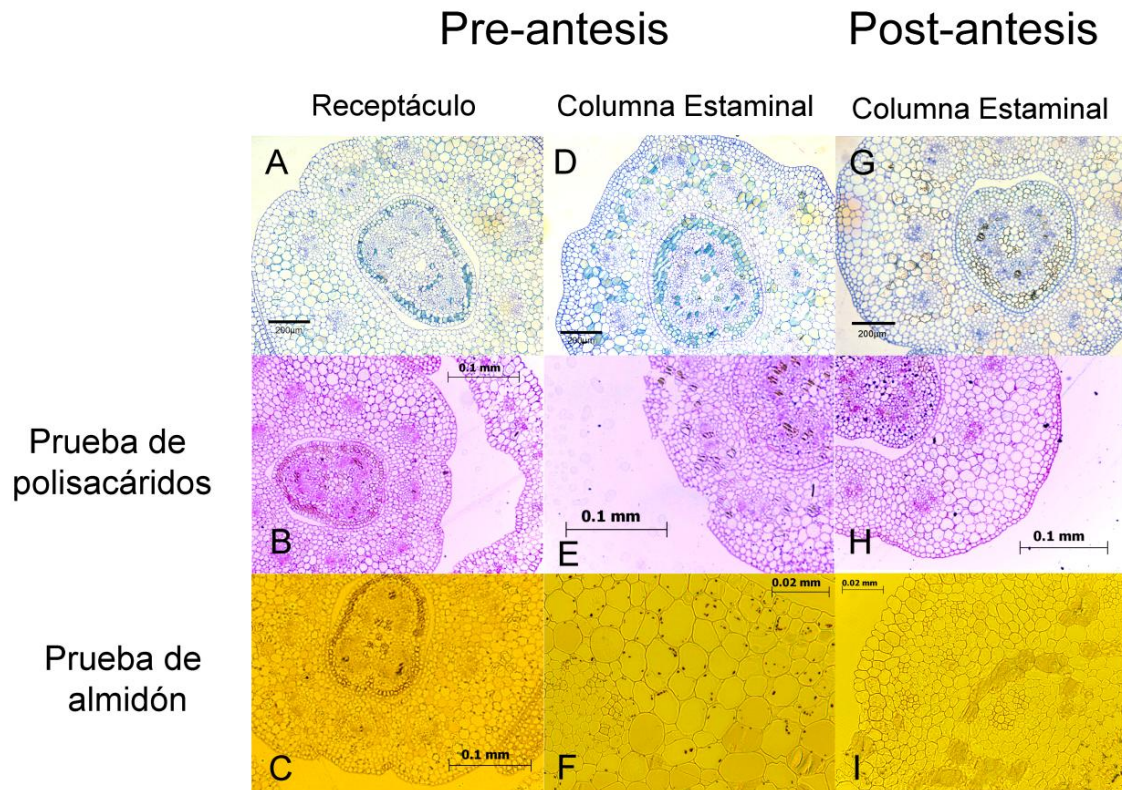 Pre-antesis
Post-antesis
Receptáculo
Columna Estaminal
Columna Estaminal
A
D
G
200µm
200µm
200µm
Prueba de
polisacáridos
0.1 mm
B
0.1 mm
E
H
0.1 mm
Prueba de
almidón
0.1 mm
C
0.02 mm
F
0.02 mm
I